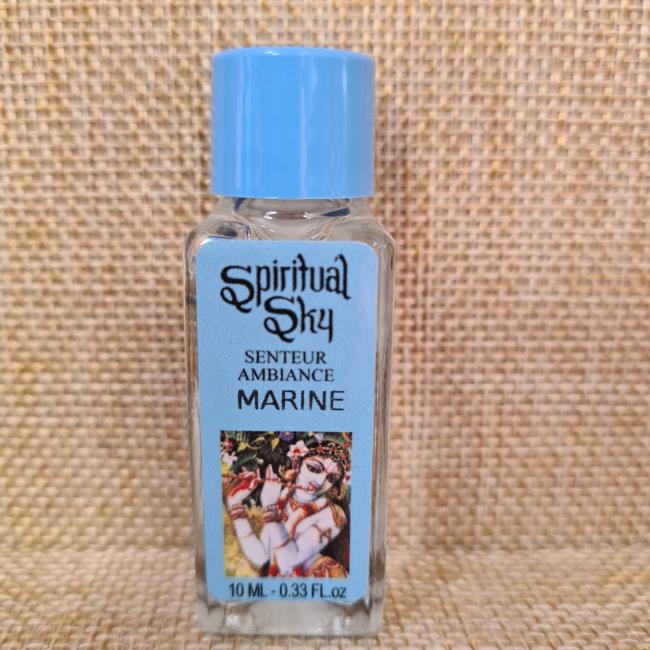 Spiritual
Sky
SENTEUR
AMBIANCE
MARINE
10 ML - 0.33 FL.oz